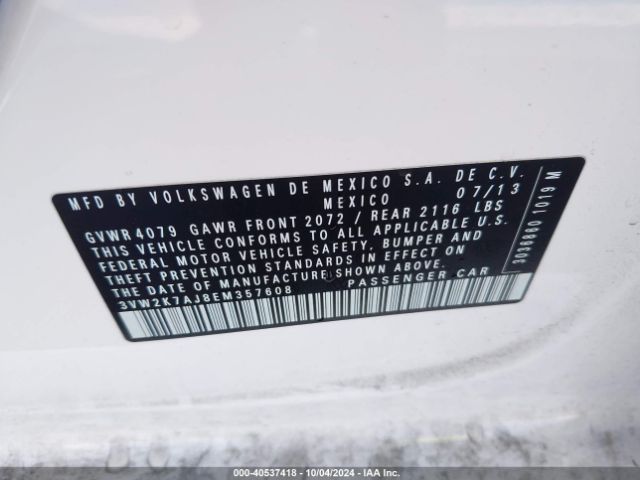 MFD BY VOLKSWAGEN DE MEXICO S.A. DE C.V.
MEXICO 07/13
GVWR 4079 GAWR FRONT 2072 / REAR 2116 LBS
THIS VEHICLE CONFORMS TO ALL APPLICABLE U.S.
FEDERAL MOTOR VEHICLE SAFETY, BUMPER AND
THEFT PREVENTION STANDARDS IN EFFECT ON
THE DATE OF MANUFACTURE SHOWN ABOVE.
3VW2K7AJ8EM357608 PASSENGER CAR
3036860 1019 M
000-40537418 - 10/04/2024 - IAA Inc.